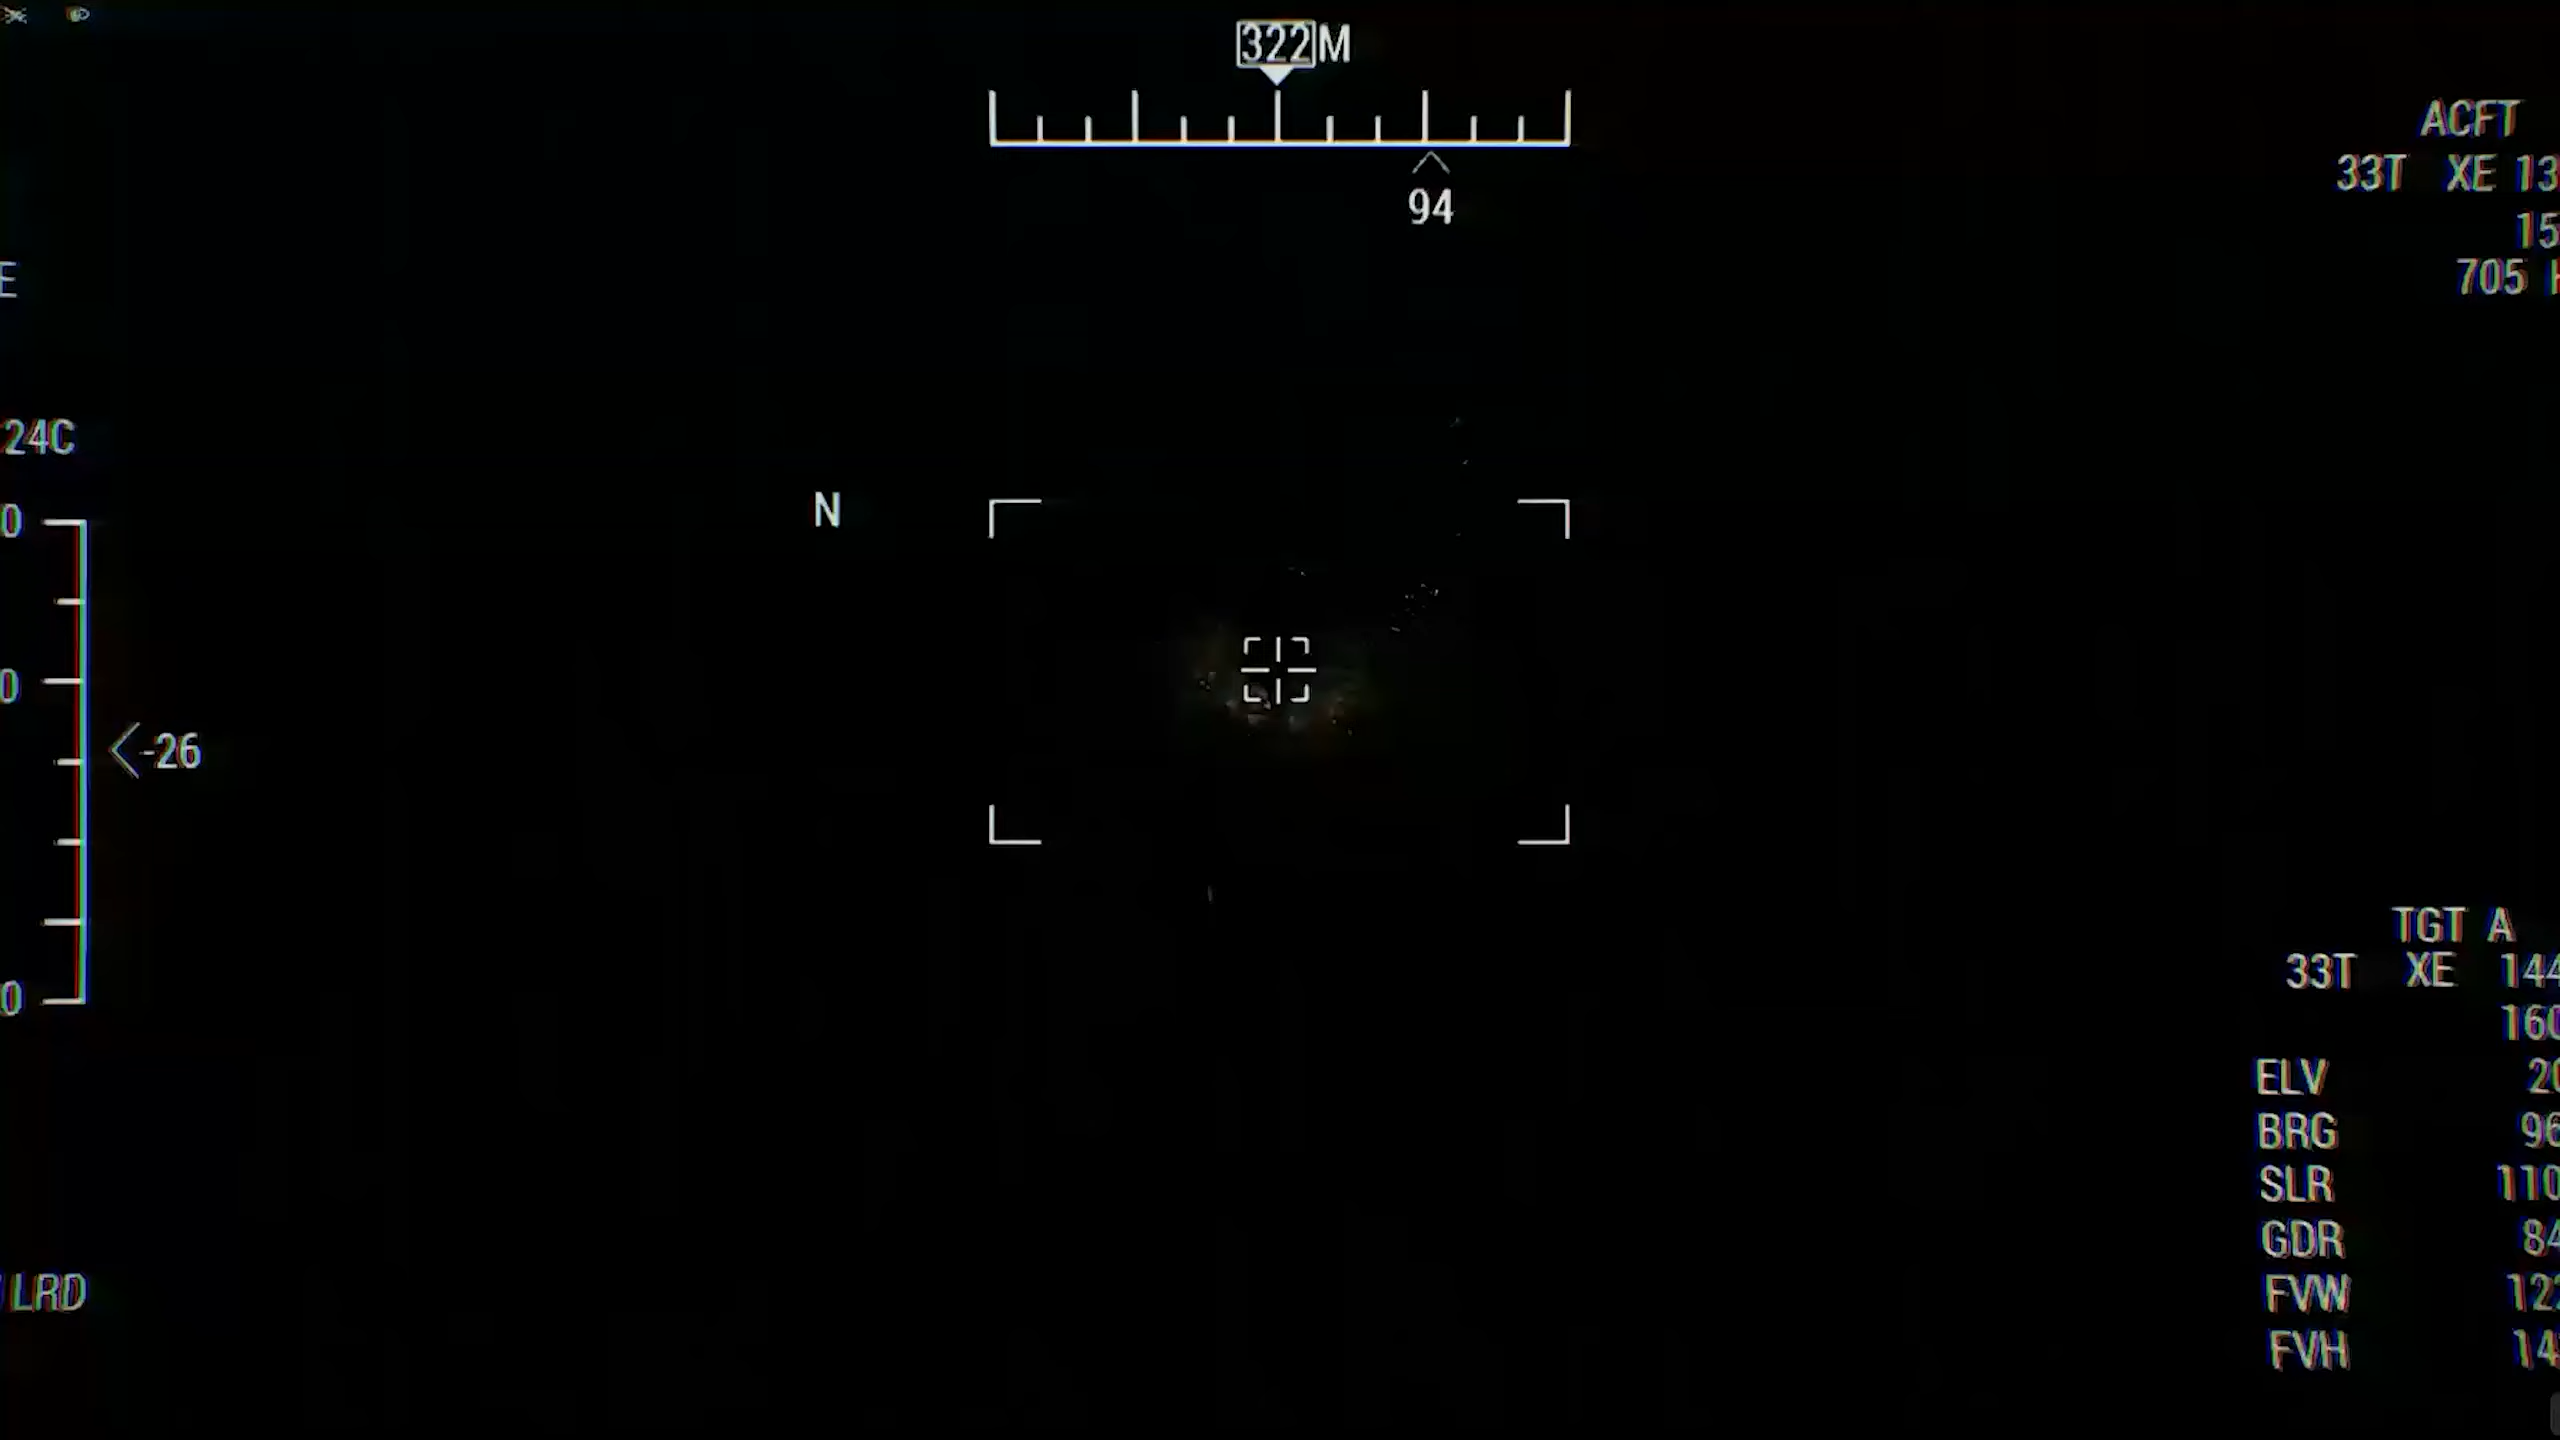 322M
94
ACFT
33T XE 13
15
705 H
E
24C
N
0
0
-26
0
LRD
TGT A
33T XE 144
160
ELV 20
BRG 96
SLR 110
GDR 84
FVW 122
FVH 14